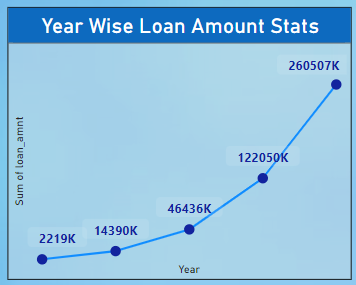 Year Wise Loan Amount Stats
260507K
122050K
46436K
14390K
2219K
Sum of loan_amnt
Year